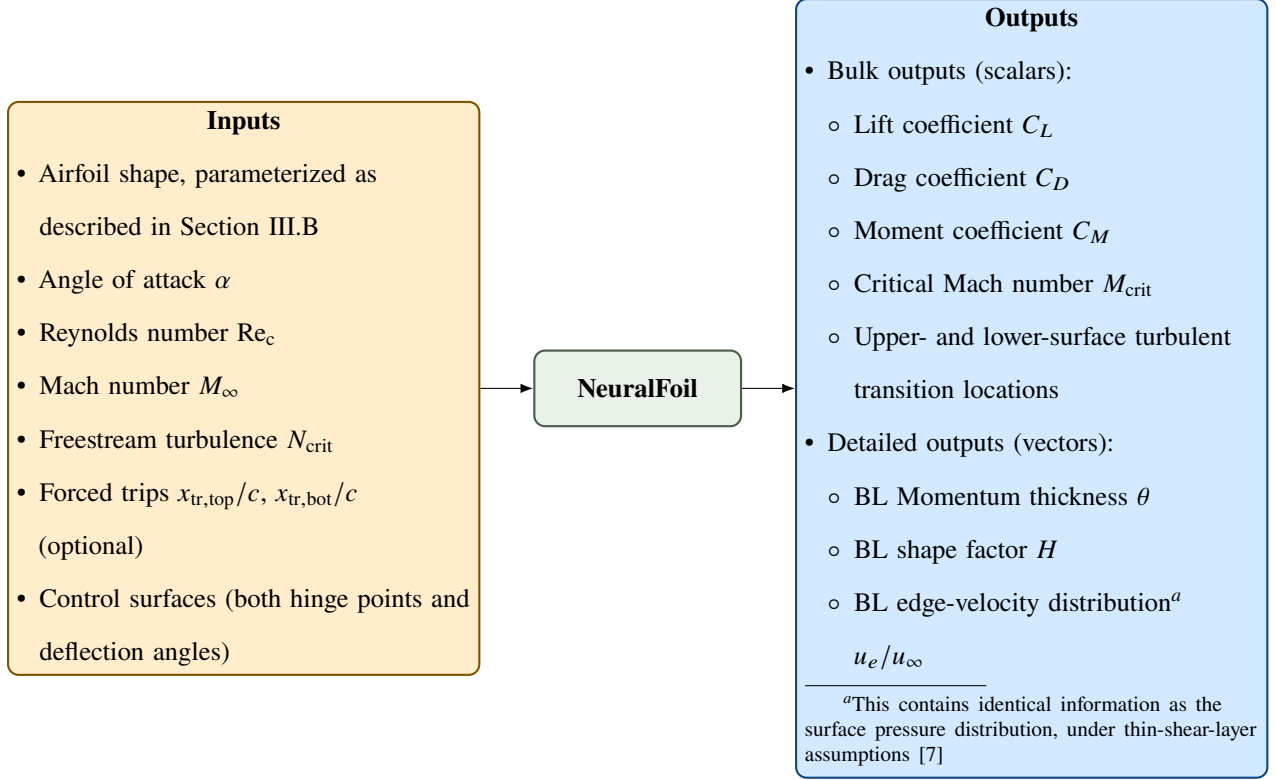 Inputs
• Airfoil shape, parameterized as
described in Section III.B
• Angle of attack α
• Reynolds number Re_c
• Mach number M_∞
• Freestream turbulence N_crit
• Forced trips x_tr,top/c, x_tr,bot/c
(optional)
• Control surfaces (both hinge points and
deflection angles)
NeuralFoil
Outputs
• Bulk outputs (scalars):
○ Lift coefficient C_L
○ Drag coefficient C_D
○ Moment coefficient C_M
○ Critical Mach number M_crit
○ Upper- and lower-surface turbulent
transition locations
• Detailed outputs (vectors):
○ BL Momentum thickness θ
○ BL shape factor H
○ BL edge-velocity distribution^a
u_e/u_∞
^aThis contains identical information as the
surface pressure distribution, under thin-shear-layer
assumptions [7]